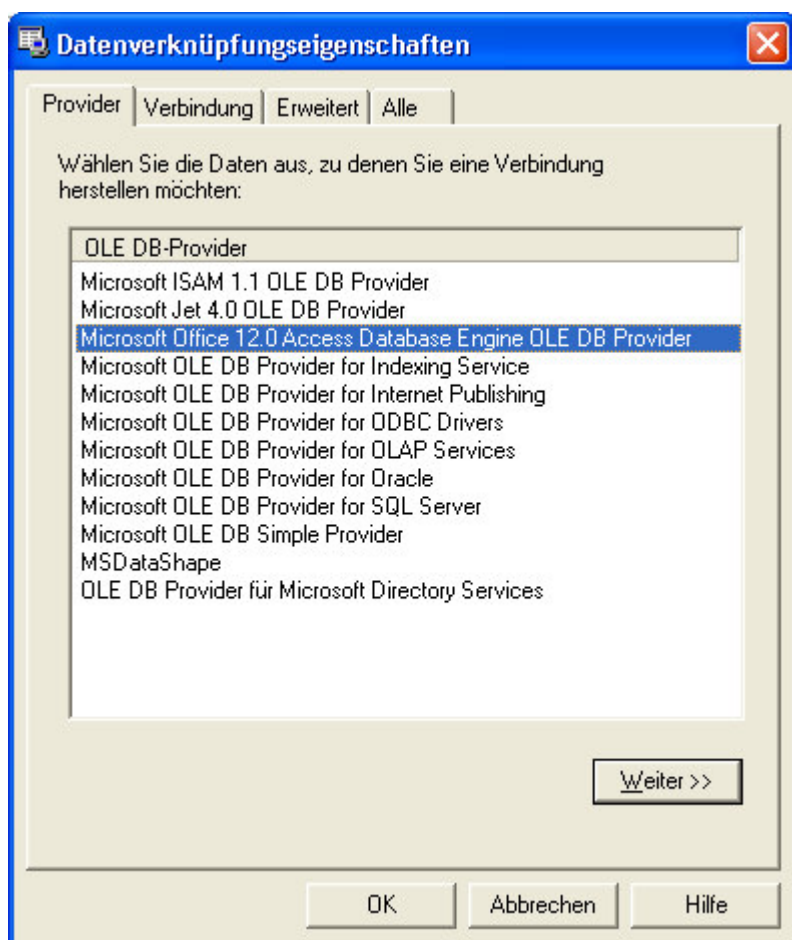 Datenverknüpfungseigenschaften
Provider Verbindung Erweitert Alle
Wählen Sie die Daten aus, zu denen Sie eine Verbindung
herstellen möchten:
OLE DB-Provider
Microsoft ISAM 1.1 OLE DB Provider
Microsoft Jet 4.0 OLE DB Provider
Microsoft Office 12.0 Access Database Engine OLE DB Provider
Microsoft OLE DB Provider for Indexing Service
Microsoft OLE DB Provider for Internet Publishing
Microsoft OLE DB Provider for ODBC Drivers
Microsoft OLE DB Provider for OLAP Services
Microsoft OLE DB Provider for Oracle
Microsoft OLE DB Provider for SQL Server
Microsoft OLE DB Simple Provider
MSDataShape
OLE DB Provider für Microsoft Directory Services
Weiter >>
OK Abbrechen Hilfe